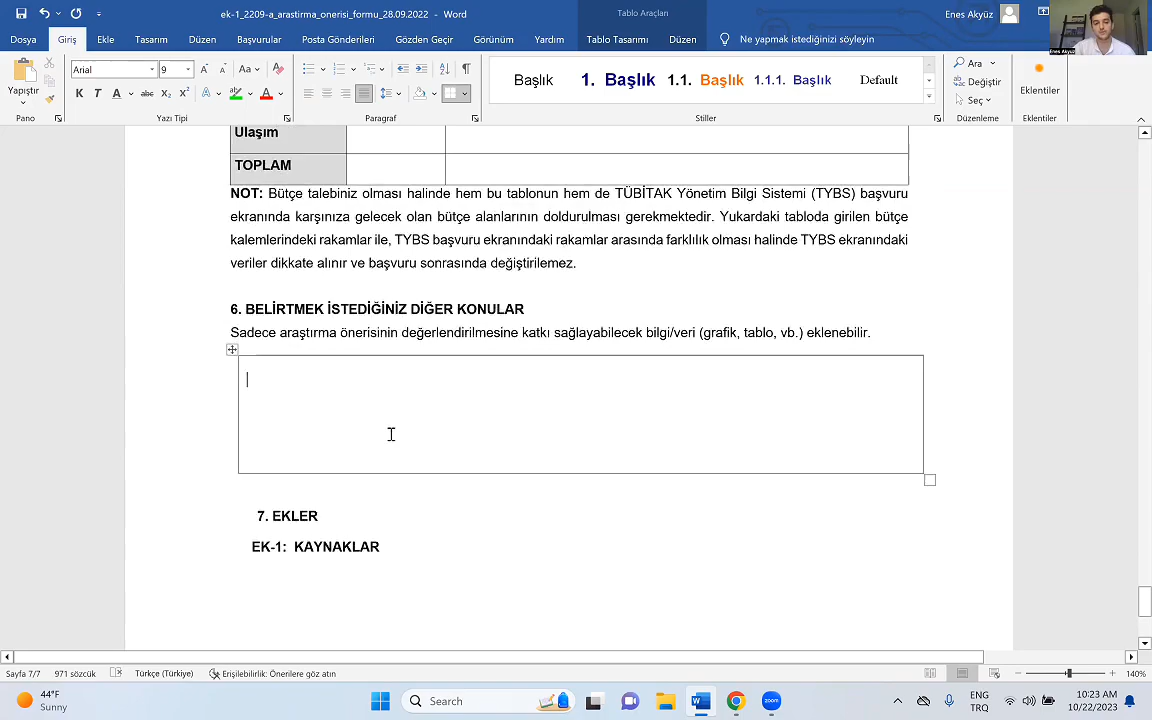 ek-1_2209-a_arastirma_onerisi_formu_28.09.2022 - Word
Tablo Araçları
Enes Akyüz
Dosya Giriş Ekle Tasarım Düzen Başvurular Posta Gönderileri Gözden Geçir Görünüm Yardım Tablo Tasarımı Düzen Ne yapmak istediğinizi söyleyin
Enes Akyüz
Yapıştır
Arial 9
Aa
K T A abc x₂ x² A A
Başlık 1. Başlık 1.1. Başlık 1.1.1. Başlık Default
Ara
Değiştir
Seç
Eklentiler
Pano Yazı Tipi Paragraf Stiller Düzenleme Eklentiler
Ulaşım
TOPLAM
NOT: Bütçe talebiniz olması halinde hem bu tablonun hem de TÜBİTAK Yönetim Bilgi Sistemi (TYBS) başvuru
ekranında karşınıza gelecek olan bütçe alanlarının doldurulması gerekmektedir. Yukardaki tabloda girilen bütçe
kalemlerindeki rakamlar ile, TYBS başvuru ekranındaki rakamlar arasında farklılık olması halinde TYBS ekranındaki
veriler dikkate alınır ve başvuru sonrasında değiştirilemez.
6. BELİRTMEK İSTEDİĞİNİZ DİĞER KONULAR
Sadece araştırma önerisinin değerlendirilmesine katkı sağlayabilecek bilgi/veri (grafik, tablo, vb.) eklenebilir.
7. EKLER
EK-1: KAYNAKLAR
Sayfa 7/7 971 sözcük Türkçe (Türkiye) Erişilebilirlik: Önerilere göz atın 140%
44°F
Sunny
Search
zoom
ENG
TRQ
10:23 AM
10/22/2023